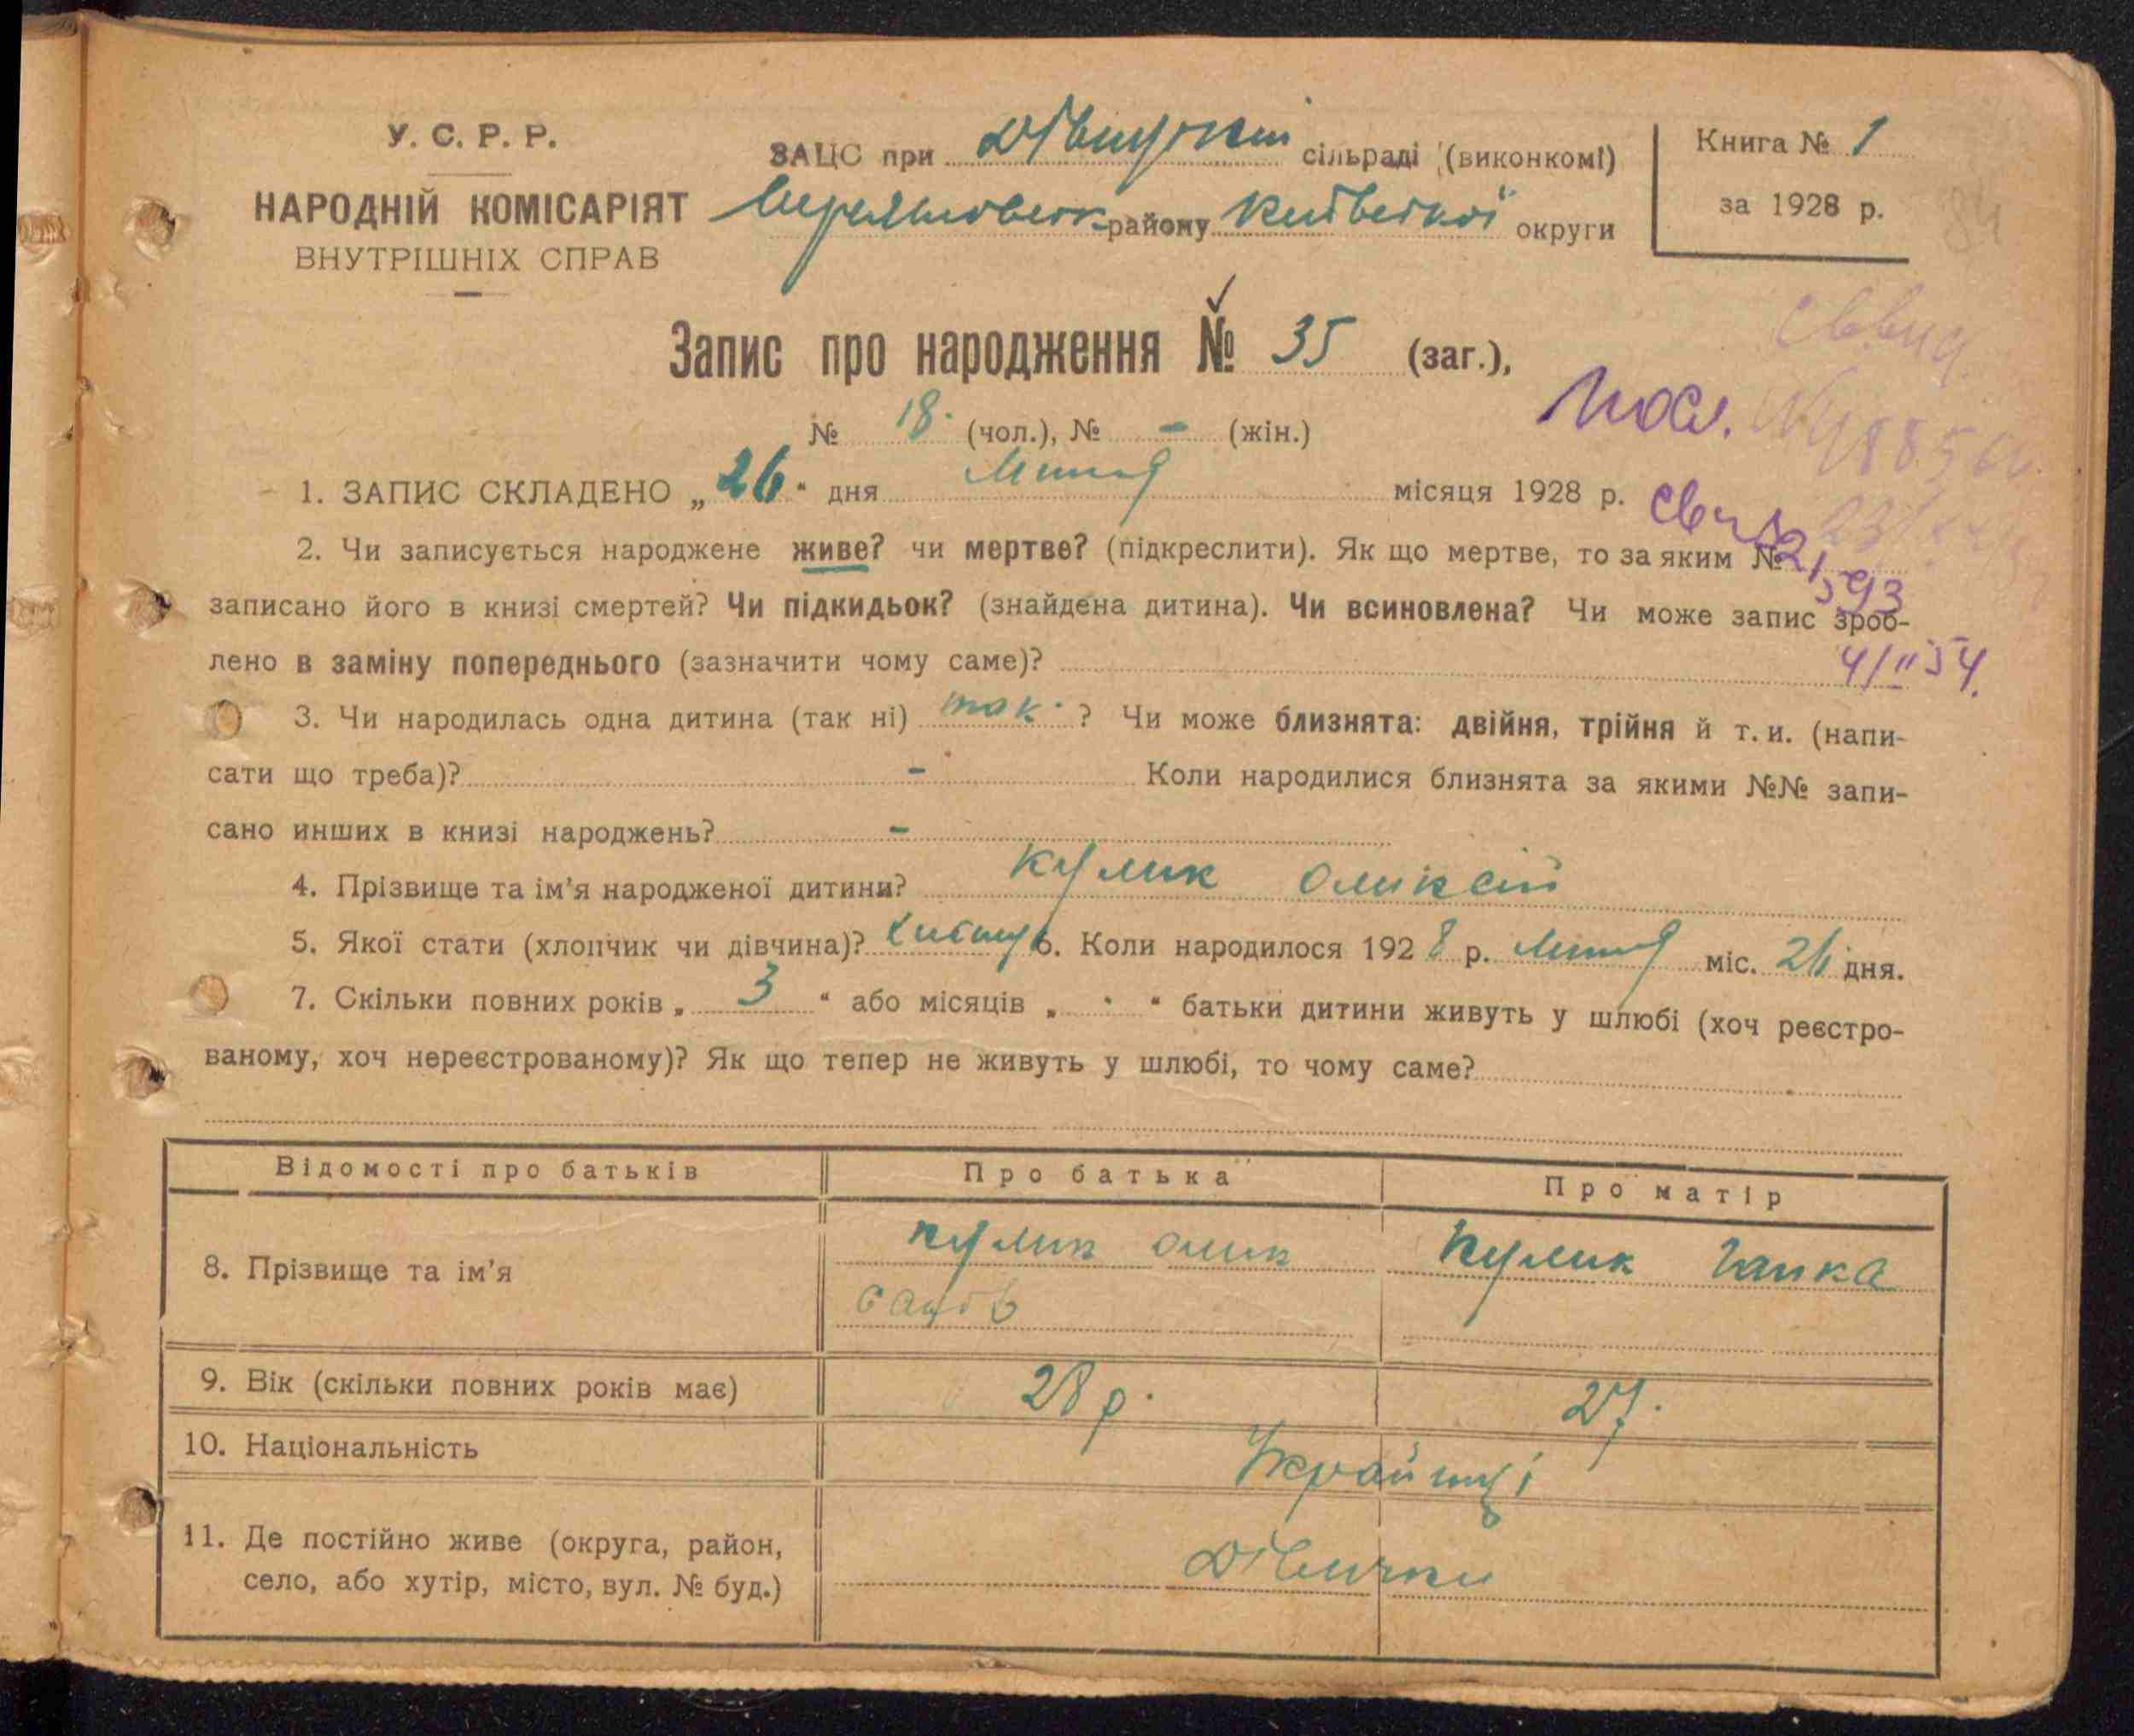 У. С. Р. Р.
НАРОДНІЙ КОМІСАРІЯТ
ВНУТРІШНІХ СПРАВ
ЗАЦС при сільраді (виконкомі)
району Київської округи
Книга № 1
за 1928 р.
84
Запис про народження № 35 (заг.),
№ 18. (чол.), № - (жін.)
1. ЗАПИС СКЛАДЕНО „26“ дня місяця 1928 р.
2. Чи записується народжене живе? чи мертве? (підкреслити). Як що мертве, то за яким №
записано його в книзі смертей? Чи підкидьок? (знайдена дитина). Чи всиновлена? Чи може запис зроб-
лено в заміну попереднього (зазначити чому саме)?
4/II 54.
3. Чи народилась одна дитина (так ні) так. ? Чи може близнята: двійня, трійня й т. и. (напи-
сати що треба)? - Коли народилися близнята за якими №№ запи-
сано инших в книзі народжень? -
4. Прізвище та ім'я народженої дитини? Кулик Оликсій
5. Якої стати (хлопчик чи дівчина)? 6. Коли народилося 1928 р. міс. 26 дня.
7. Скільки повних років „ 3 “ або місяців „ “ батьки дитини живуть у шлюбі (хоч реєстро-
ваному, хоч нереєстрованому)? Як що тепер не живуть у шлюбі, то чому саме?
Відомості про батьків Про батька Про матір
8. Прізвище та ім'я Кулик Олик Кулик Ганка
9. Вік (скільки повних років має) 28 р. 27.
10. Національність Українці
11. Де постійно живе (округа, район,
село, або хутір, місто, вул. № буд.) Дівички